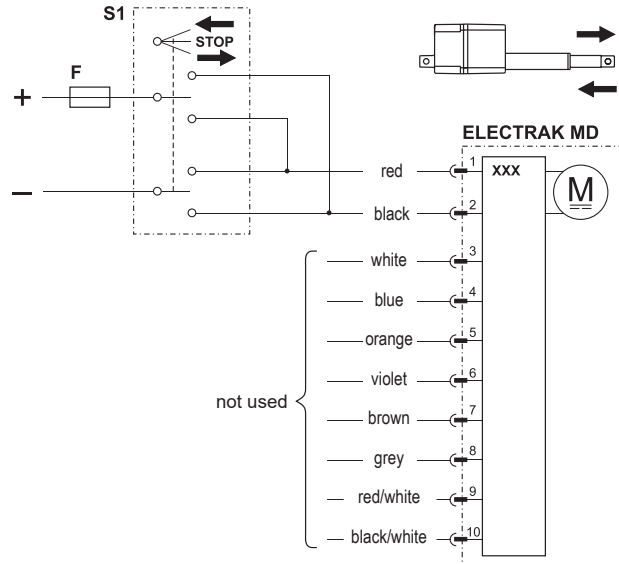 S1
STOP
F
+
−
ELECTRAK MD
red 1 XXX
M
black 2
white 3
blue 4
orange 5
violet 6
not used
brown 7
grey 8
red/white 9
black/white 10